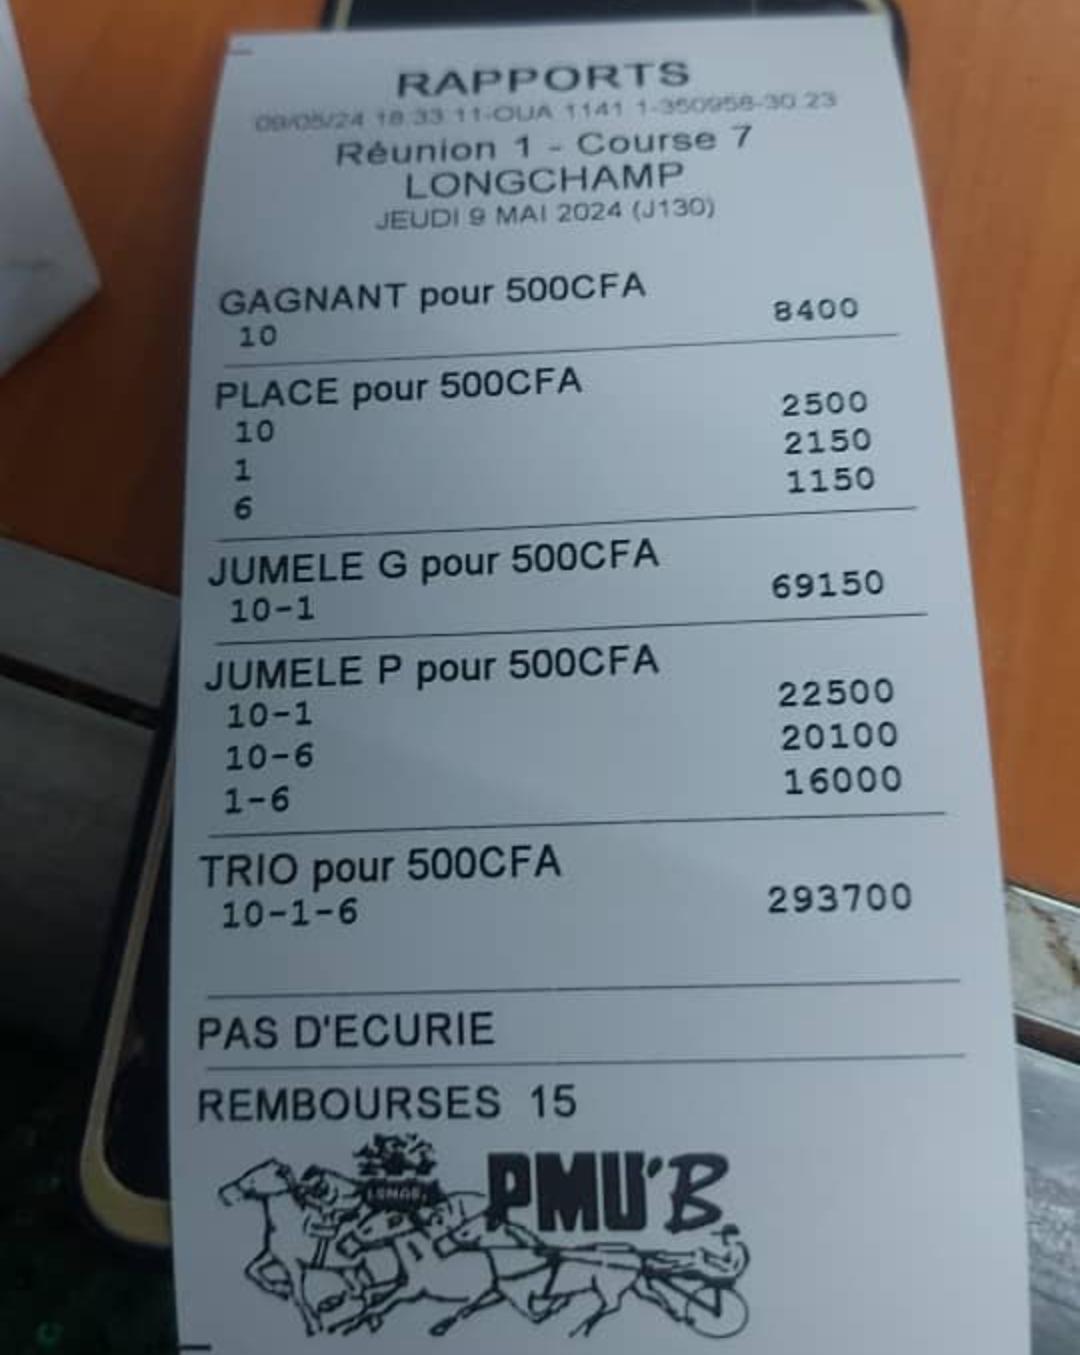 RAPPORTS
09/05/24 18:33 11-OUA 1141 1-350958-30 23
Réunion 1 - Course 7
LONGCHAMP
JEUDI 9 MAI 2024 (J130)
GAGNANT pour 500CFA
10 8400
PLACE pour 500CFA
10 2500
1 2150
6 1150
JUMELE G pour 500CFA
10-1 69150
JUMELE P pour 500CFA
10-1 22500
10-6 20100
1-6 16000
TRIO pour 500CFA
10-1-6 293700
PAS D'ECURIE
REMBOURSES 15
LONAB
PMU'B